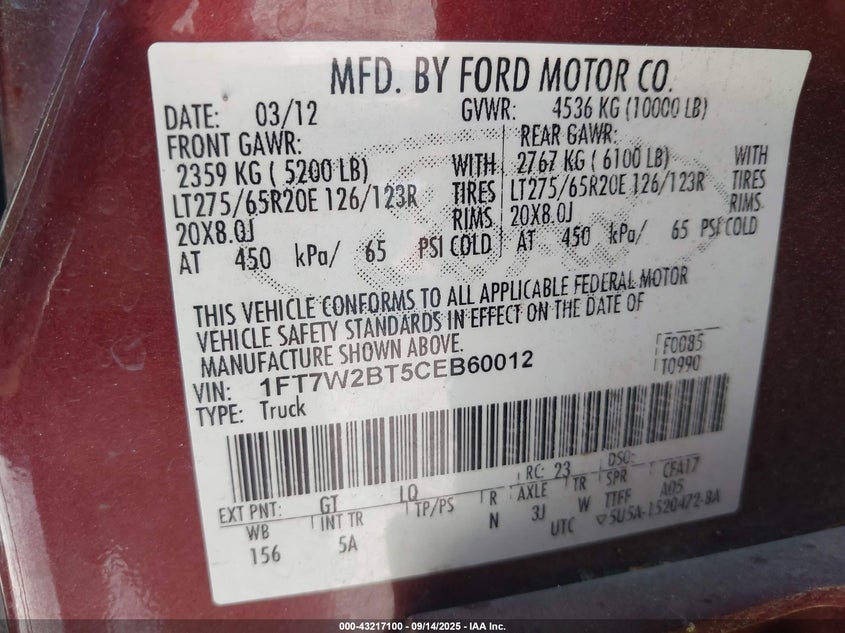 MFD. BY FORD MOTOR CO.
DATE: 03/12 GVWR: 4536 KG (10000 LB)
FRONT GAWR: REAR GAWR:
2359 KG ( 5200 LB) WITH 2767 KG ( 6100 LB) WITH
LT275/65R20E 126/123R TIRES LT275/65R20E 126/123R TIRES
20X8.0J RIMS 20X8.0J RIMS
AT 450 kPa/ 65 PSI COLD AT 450 kPa/ 65 PSI COLD
THIS VEHICLE CONFORMS TO ALL APPLICABLE FEDERAL MOTOR
VEHICLE SAFETY STANDARDS IN EFFECT ON THE DATE OF
MANUFACTURE SHOWN ABOVE.
VIN: 1FT7W2BT5CEB60012 F0085
TYPE: Truck T0990
EXT PNT: GT LQ RC: 23 DSO:
WB INT TR TP/PS R AXLE TR SPR CFA17
156 5A N 3J W TTFF A05
UTC ▽5U5A-1520472-BA
000-43217100 - 09/14/2025 - IAA Inc.